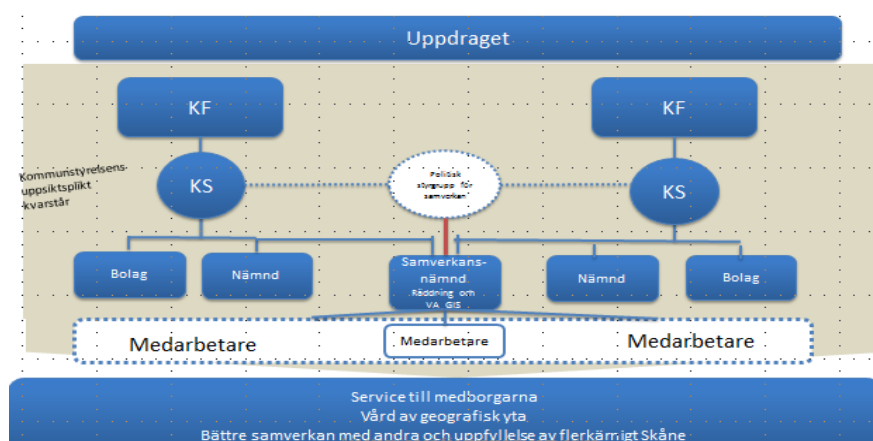 Uppdraget
KF
KF
Kommunstyrelsens
uppsiktsplikt
kvarstår
KS
Politisk
styrgrupp för
samverkan
KS
Bolag
Nämnd
Samverkans-
nämnd
Räddning och
VA GIS
Nämnd
Bolag
Medarbetare
Medarbetare
Medarbetare
Service till medborgarna
Vård av geografisk yta
Bättre samverkan med andra och uppfyllelse av flerkärnigt Skåne